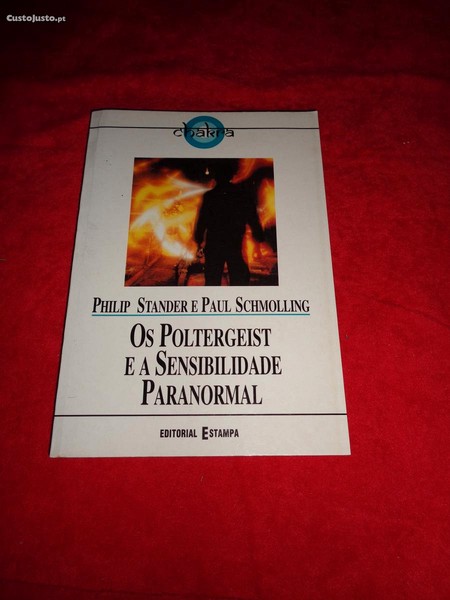 CustoJusto.pt
chakra
PHILIP STANDER E PAUL SCHMOLLING
OS POLTERGEIST
E A SENSIBILIDADE
PARANORMAL
EDITORIAL ESTAMPA